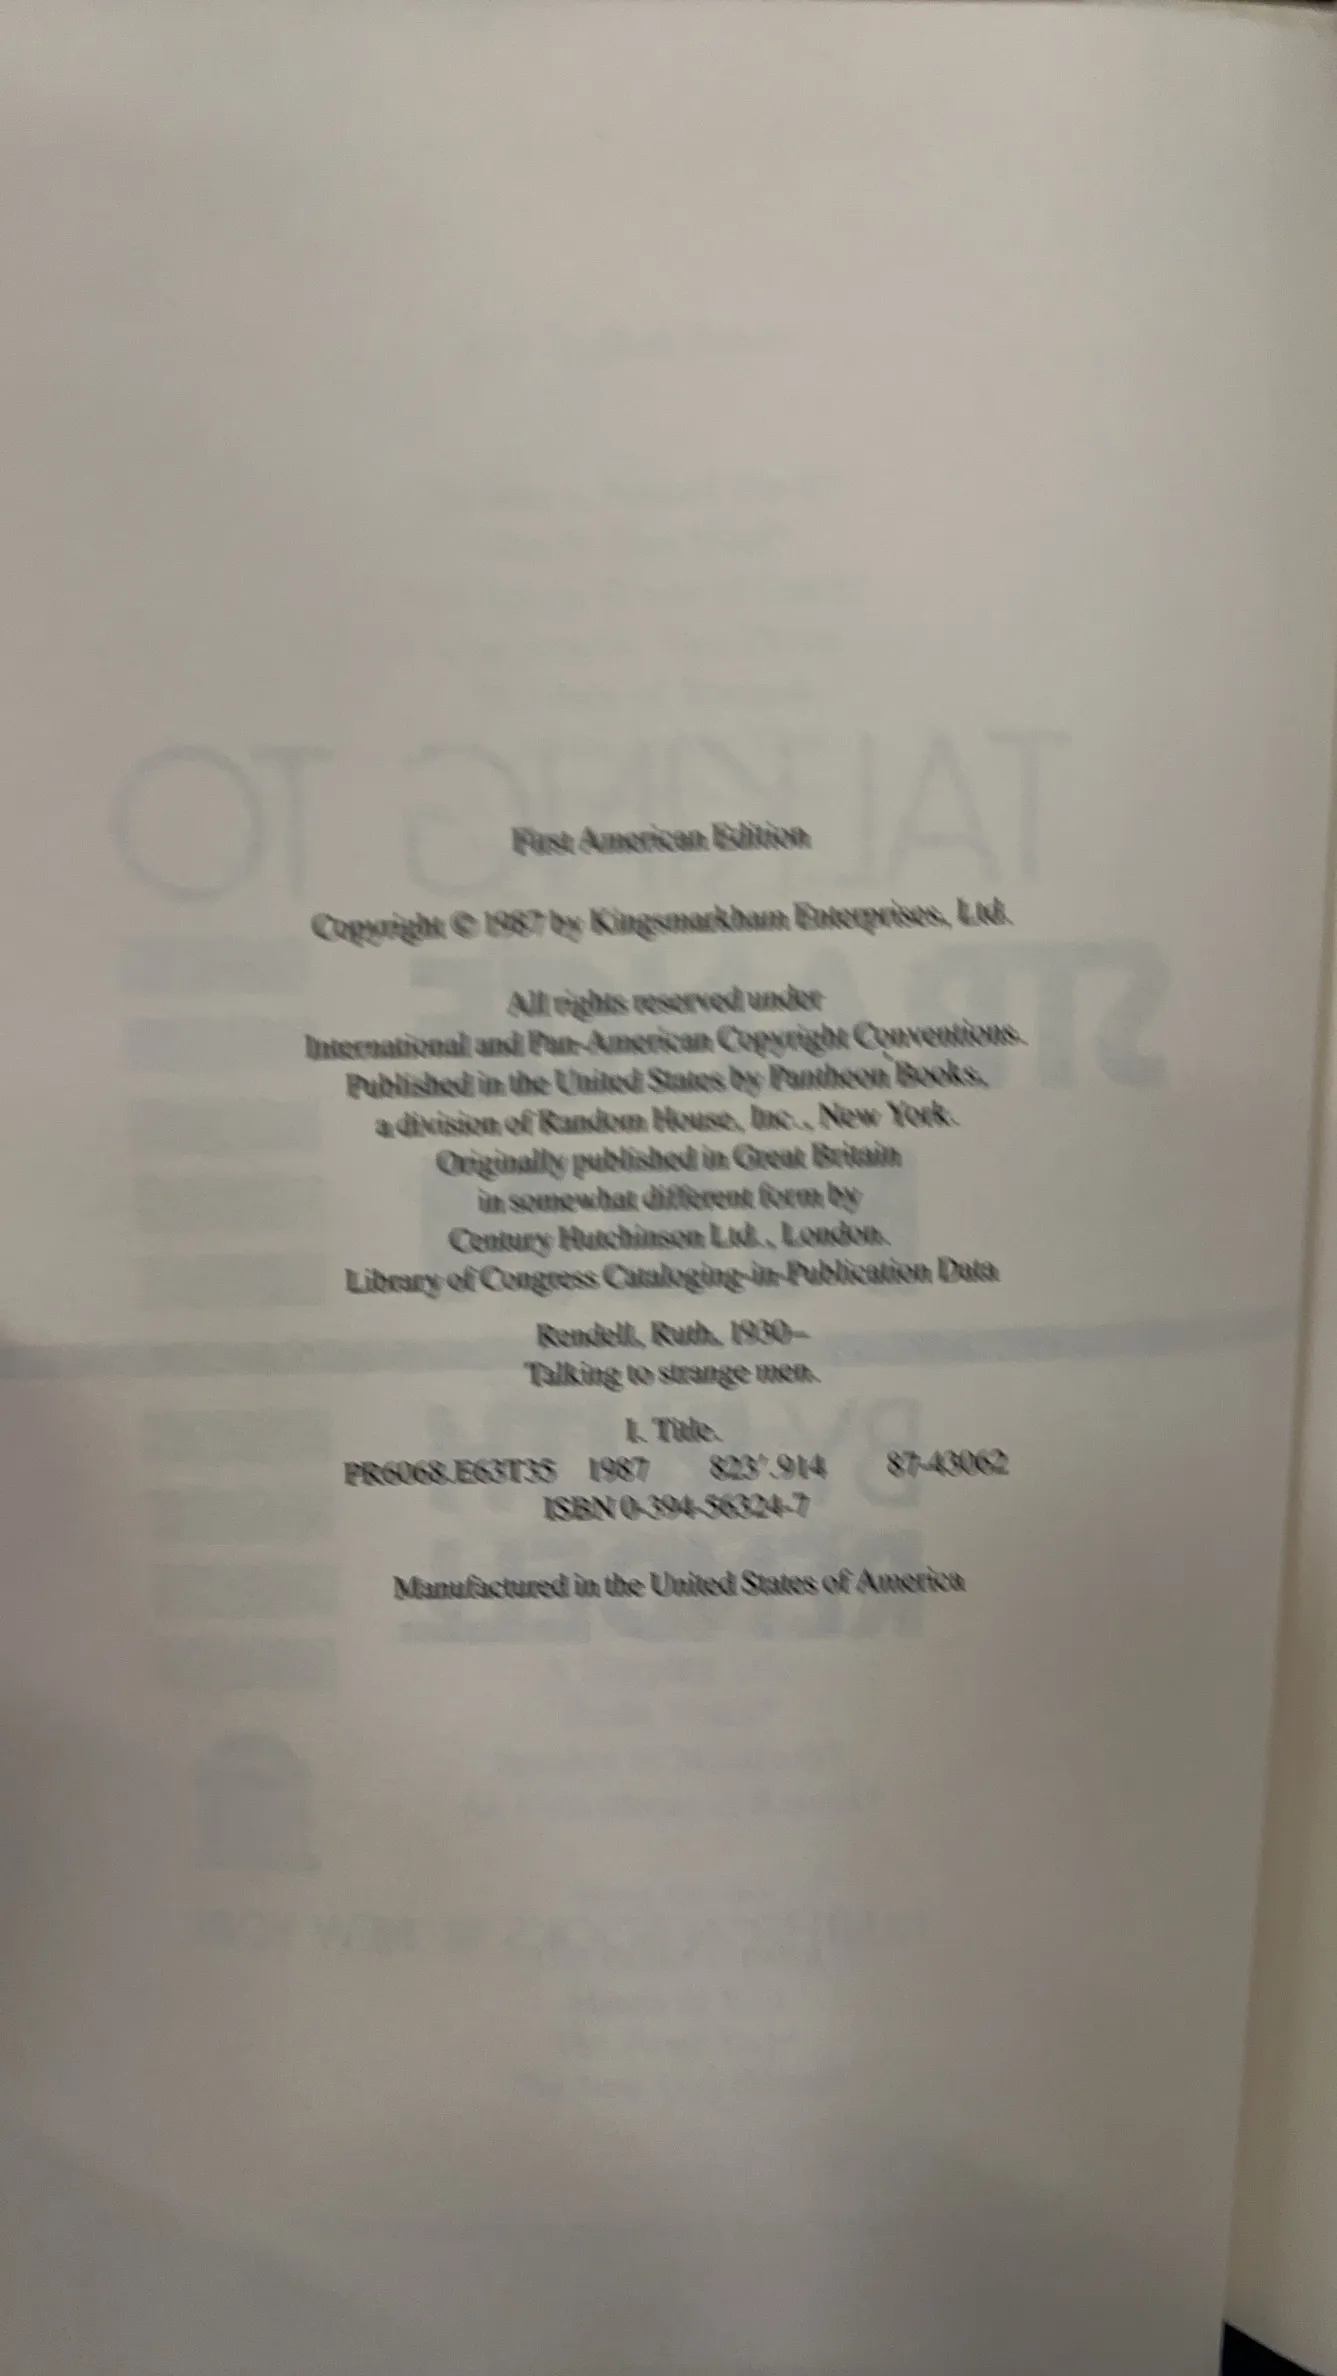 First American Edition
Copyright © 1987 by Kingsmarkham Enterprises, Ltd.
All rights reserved under
International and Pan-American Copyright Conventions.
Published in the United States by Pantheon Books,
a division of Random House, Inc., New York.
Originally published in Great Britain
in somewhat different form by
Century Hutchinson Ltd., London.
Library of Congress Cataloging-in-Publication Data
Rendell, Ruth, 1930–
Talking to strange men.
I. Title.
PR6068.E63T35 1987 823'.914 87-43062
ISBN 0-394-56324-7
Manufactured in the United States of America